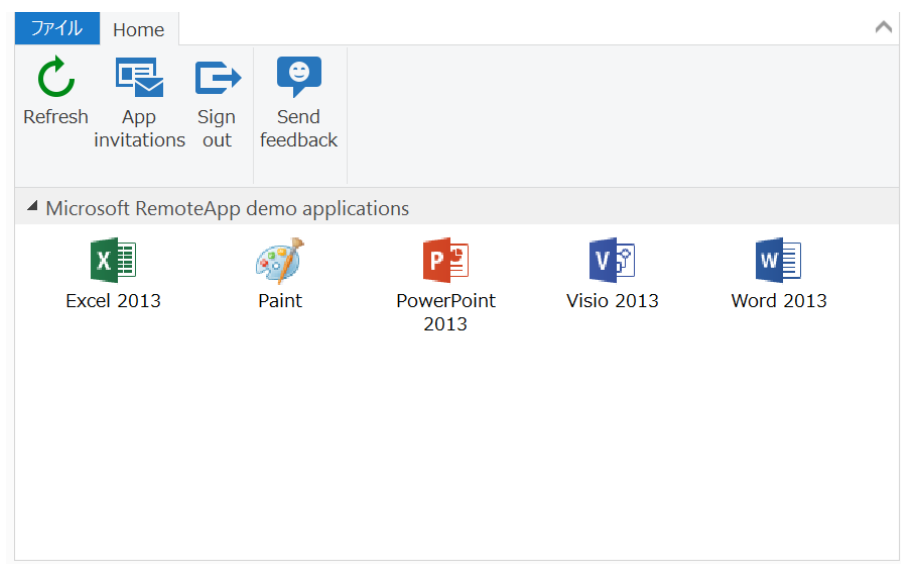 ファイル Home
Refresh App invitations Sign out Send feedback
Microsoft RemoteApp demo applications
Excel 2013 Paint PowerPoint 2013 Visio 2013 Word 2013